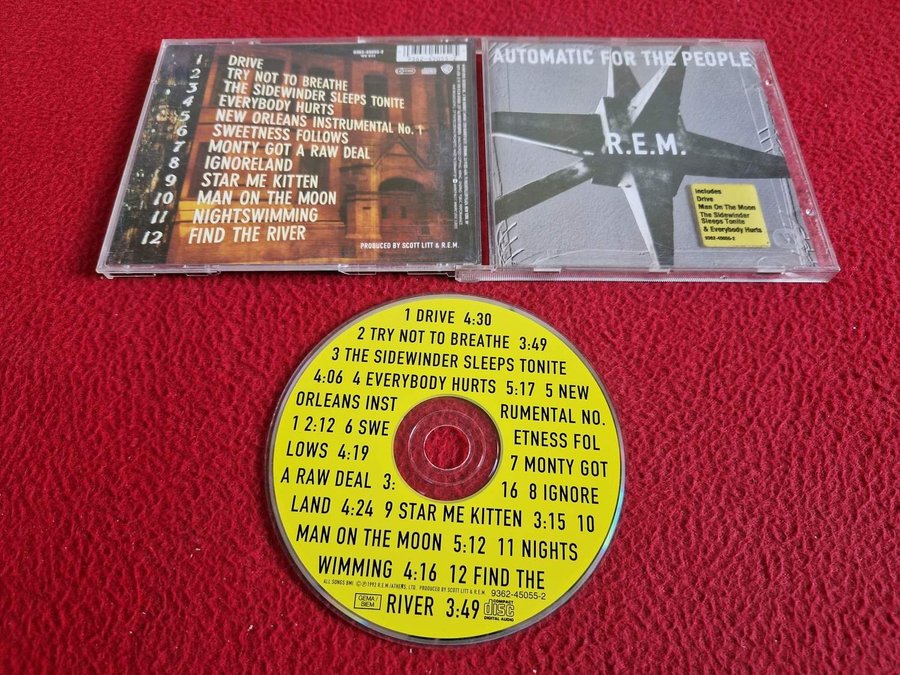 1 DRIVE
2 TRY NOT TO BREATHE
3 THE SIDEWINDER SLEEPS TONITE
4 EVERYBODY HURTS
5 NEW ORLEANS INSTRUMENTAL No. 1
6 SWEETNESS FOLLOWS
7 MONTY GOT A RAW DEAL
8 IGNORELAND
9 STAR ME KITTEN
10 MAN ON THE MOON
11 NIGHTSWIMMING
12 FIND THE RIVER
PRODUCED BY SCOTT LITT & R.E.M.
9362-45055-2
AUTOMATIC FOR THE PEOPLE
R.E.M.
includes
Drive
Man On The Moon
The Sidewinder
Sleeps Tonite
& Everybody Hurts
9362-45055-2
1 DRIVE 4:30
2 TRY NOT TO BREATHE 3:49
3 THE SIDEWINDER SLEEPS TONITE
4:06 4 EVERYBODY HURTS 5:17 5 NEW
ORLEANS INST RUMENTAL NO.
1 2:12 6 SWE ETNESS FOL
LOWS 4:19 7 MONTY GOT
A RAW DEAL 3: 16 8 IGNORE
LAND 4:24 9 STAR ME KITTEN 3:15 10
MAN ON THE MOON 5:12 11 NIGHTS
WIMMING 4:16 12 FIND THE
ALL SONGS BMI ©℗1992 R.E.M./ATHENS, LTD. PRODUCED BY SCOTT LITT & R.E.M. 9362-45055-2
GEMA/
BIEM
RIVER 3:49
COMPACT
disc
DIGITAL AUDIO